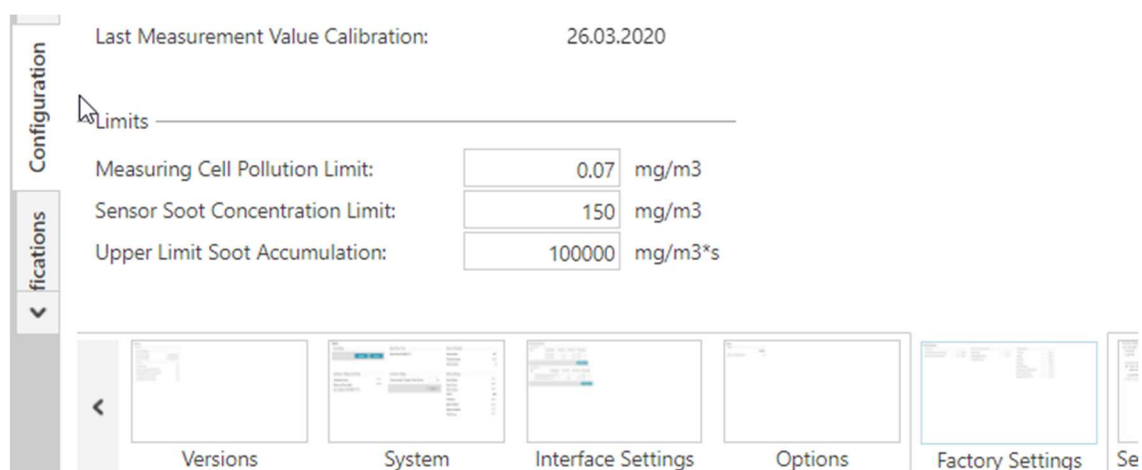 Configuration
fications
Last Measurement Value Calibration: 26.03.2020
Limits
Measuring Cell Pollution Limit: 0.07 mg/m3
Sensor Soot Concentration Limit: 150 mg/m3
Upper Limit Soot Accumulation: 100000 mg/m3*s
Versions System Interface Settings Options Factory Settings Se